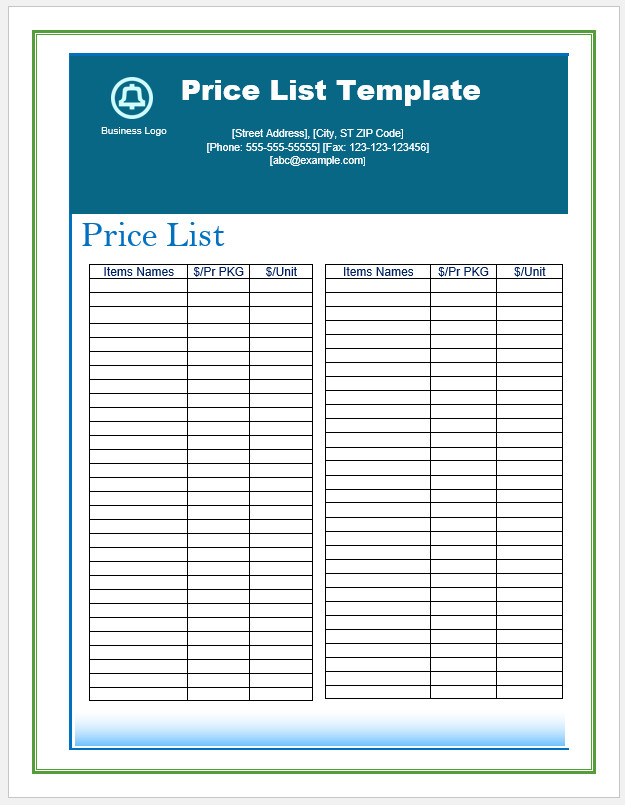 Price List Template
Business Logo
[Street Address], [City, ST ZIP Code]
[Phone: 555-555-55555] [Fax: 123-123-123456]
[abc@example.com]
Price List
Items Names $/Pr PKG $/Unit Items Names $/Pr PKG $/Unit